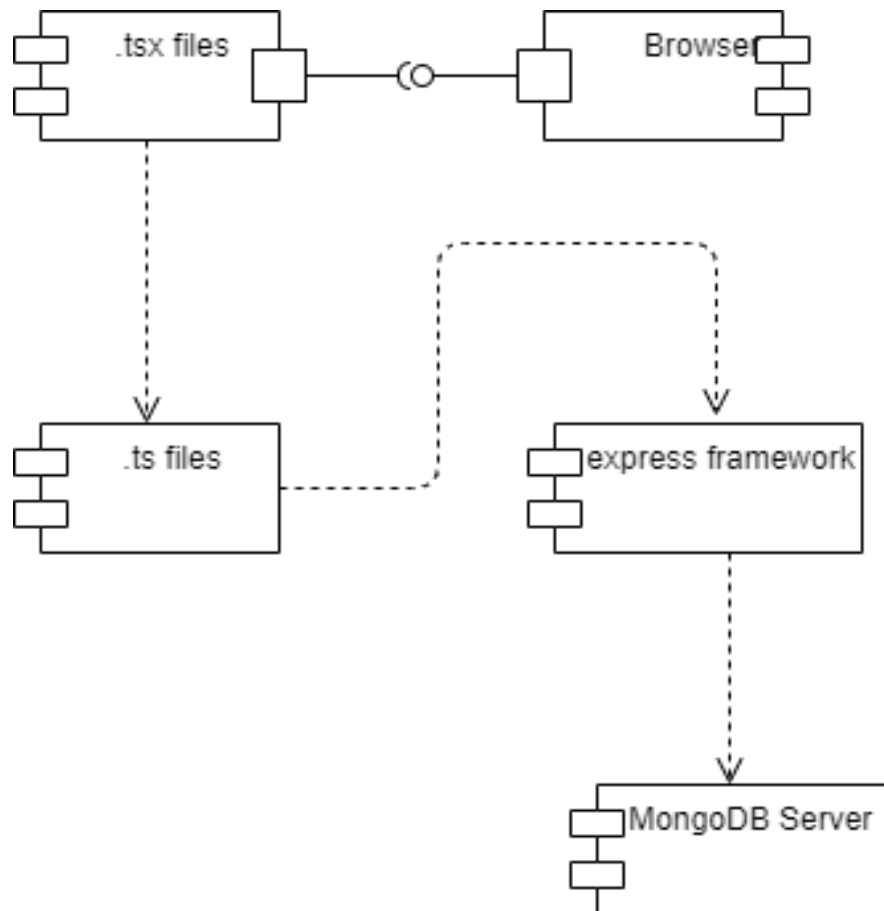 .tsx files
Browser
.ts files
express framework
MongoDB Server